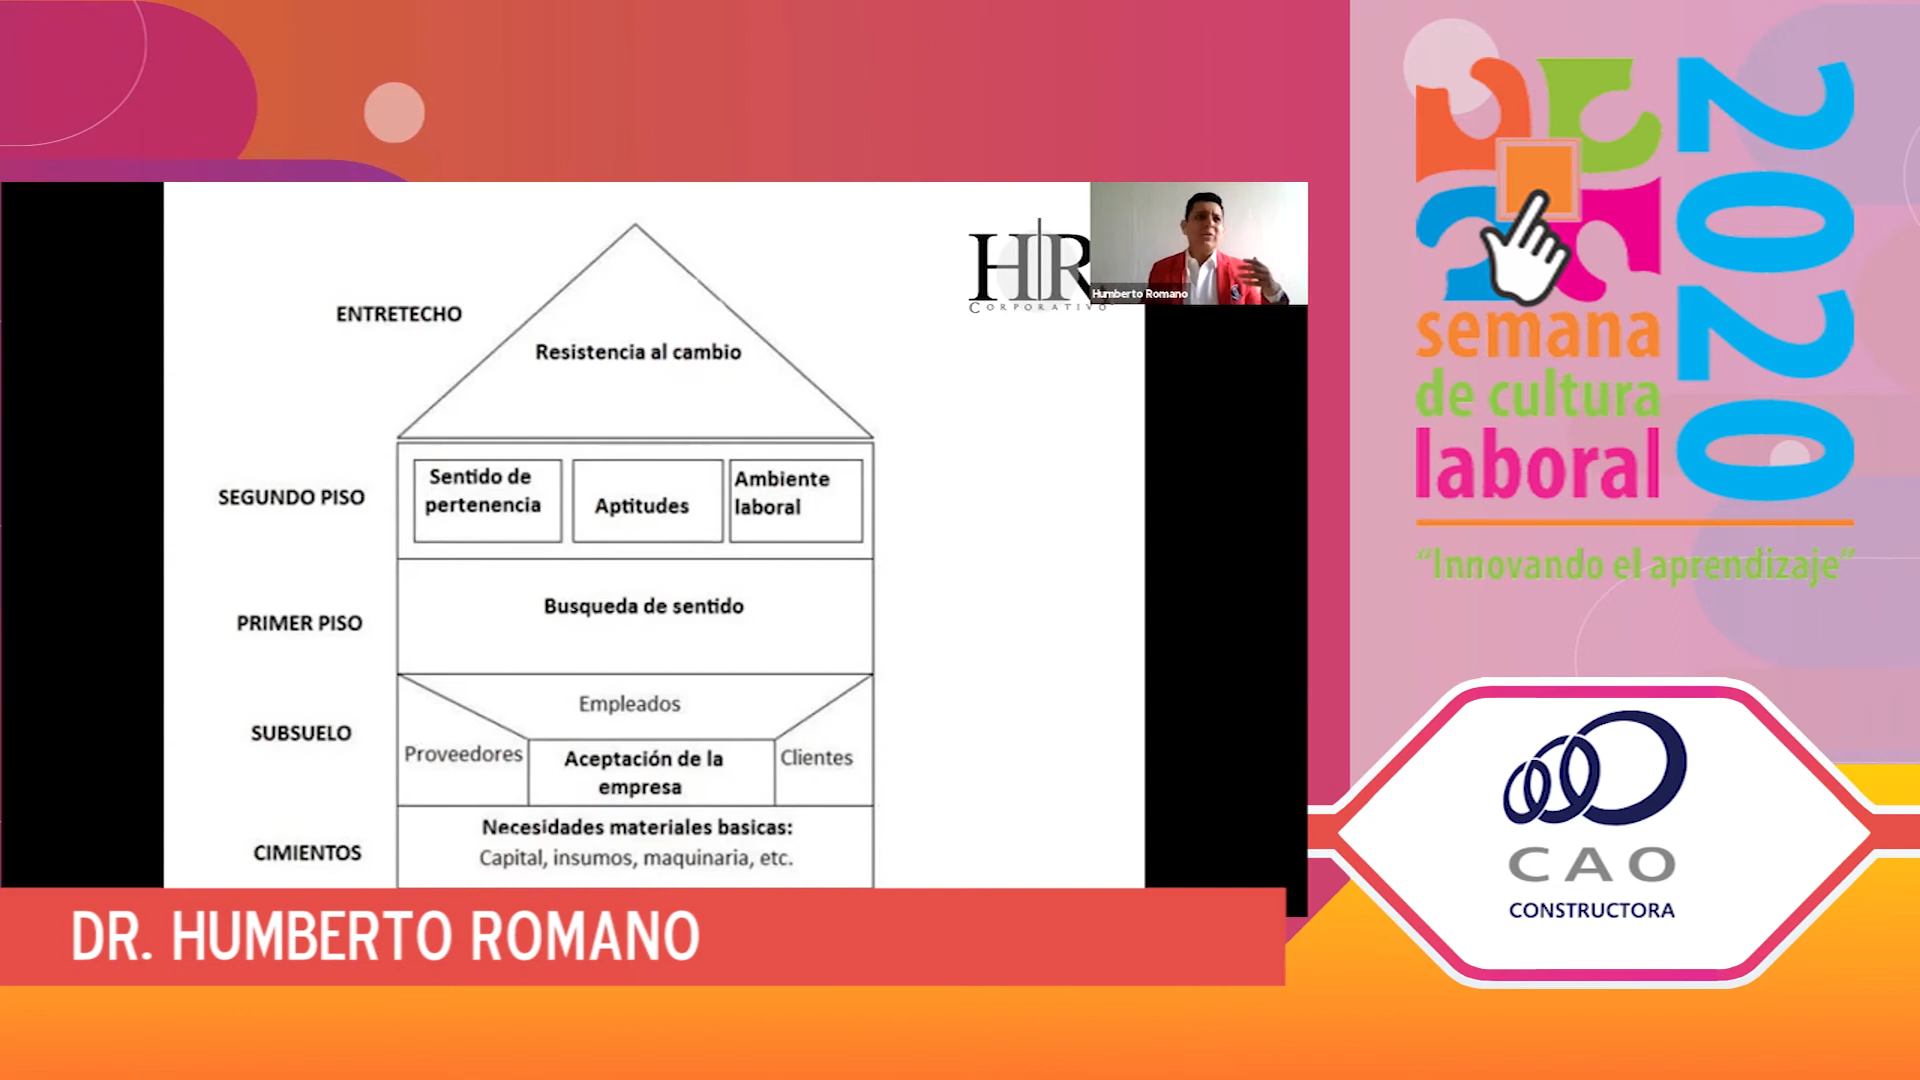 ENTRETECHO
Resistencia al cambio
SEGUNDO PISO
Sentido de
pertenencia
Aptitudes
Ambiente
laboral
PRIMER PISO
Busqueda de sentido
SUBSUELO
Empleados
Proveedores
Aceptación de la
empresa
Clientes
CIMIENTOS
Necesidades materiales basicas:
Capital, insumos, maquinaria, etc.
HR
CORPORATIVO
Humberto Romano
DR. HUMBERTO ROMANO
2020
semana
de cultura
laboral
“Innovando el aprendizaje”
CAO
CONSTRUCTORA